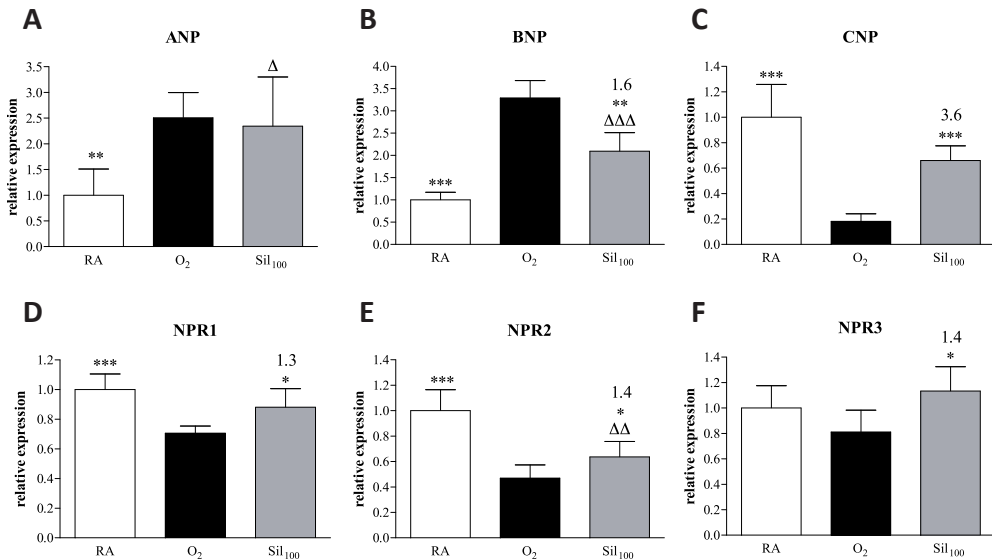 A
ANP
relative expression
3.5
3.0
2.5
2.0
1.5
1.0
0.5
0.0
**
Δ
RA O₂ Sil₁₀₀
B
BNP
relative expression
4.0
3.5
3.0
2.5
2.0
1.5
1.0
0.5
0.0
***
1.6
**
ΔΔΔ
RA O₂ Sil₁₀₀
C
CNP
relative expression
1.4
1.2
1.0
0.8
0.6
0.4
0.2
0.0
***
3.6
***
RA O₂ Sil₁₀₀
D
NPR1
relative expression
1.2
1.0
0.8
0.6
0.4
0.2
0.0
***
1.3
*
RA O₂ Sil₁₀₀
E
NPR2
relative expression
1.4
1.2
1.0
0.8
0.6
0.4
0.2
0.0
***
1.4
*
ΔΔ
RA O₂ Sil₁₀₀
F
NPR3
relative expression
1.4
1.2
1.0
0.8
0.6
0.4
0.2
0.0
1.4
*
RA O₂ Sil₁₀₀